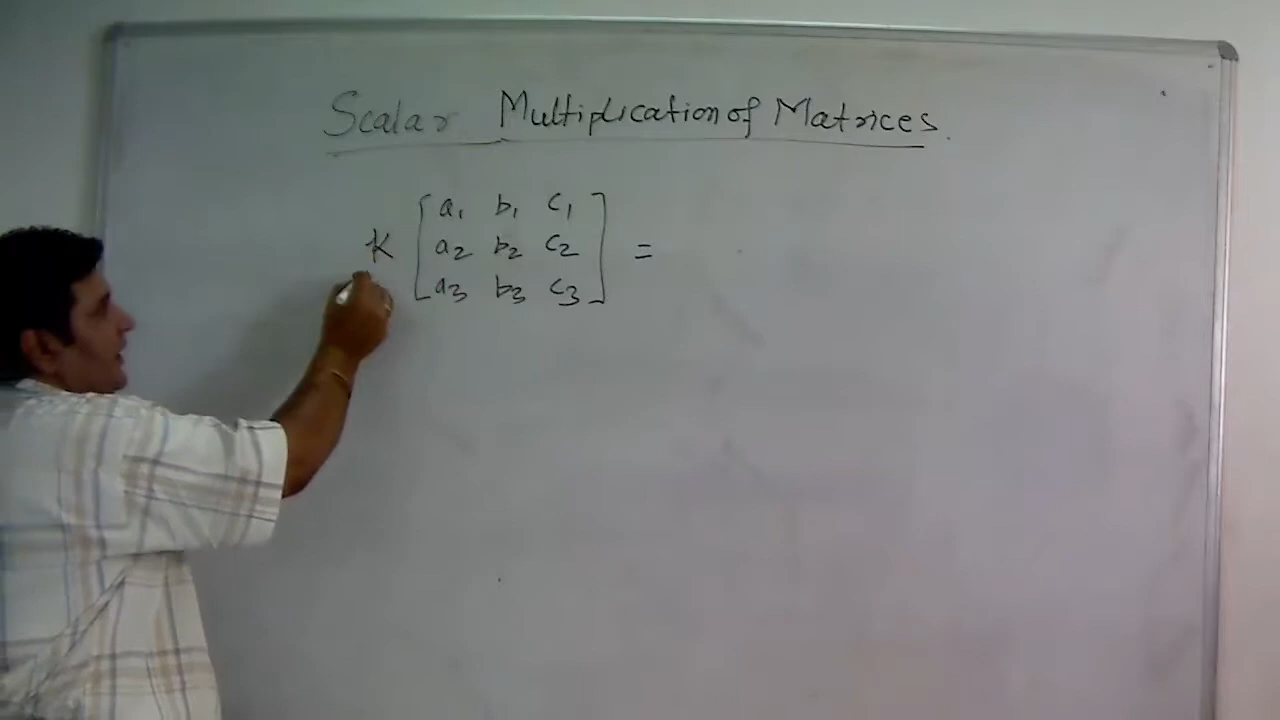 Scalar Multiplication of Matrices.
K [ a₁ b₁ c₁
a₂ b₂ c₂
a₃ b₃ c₃ ] =